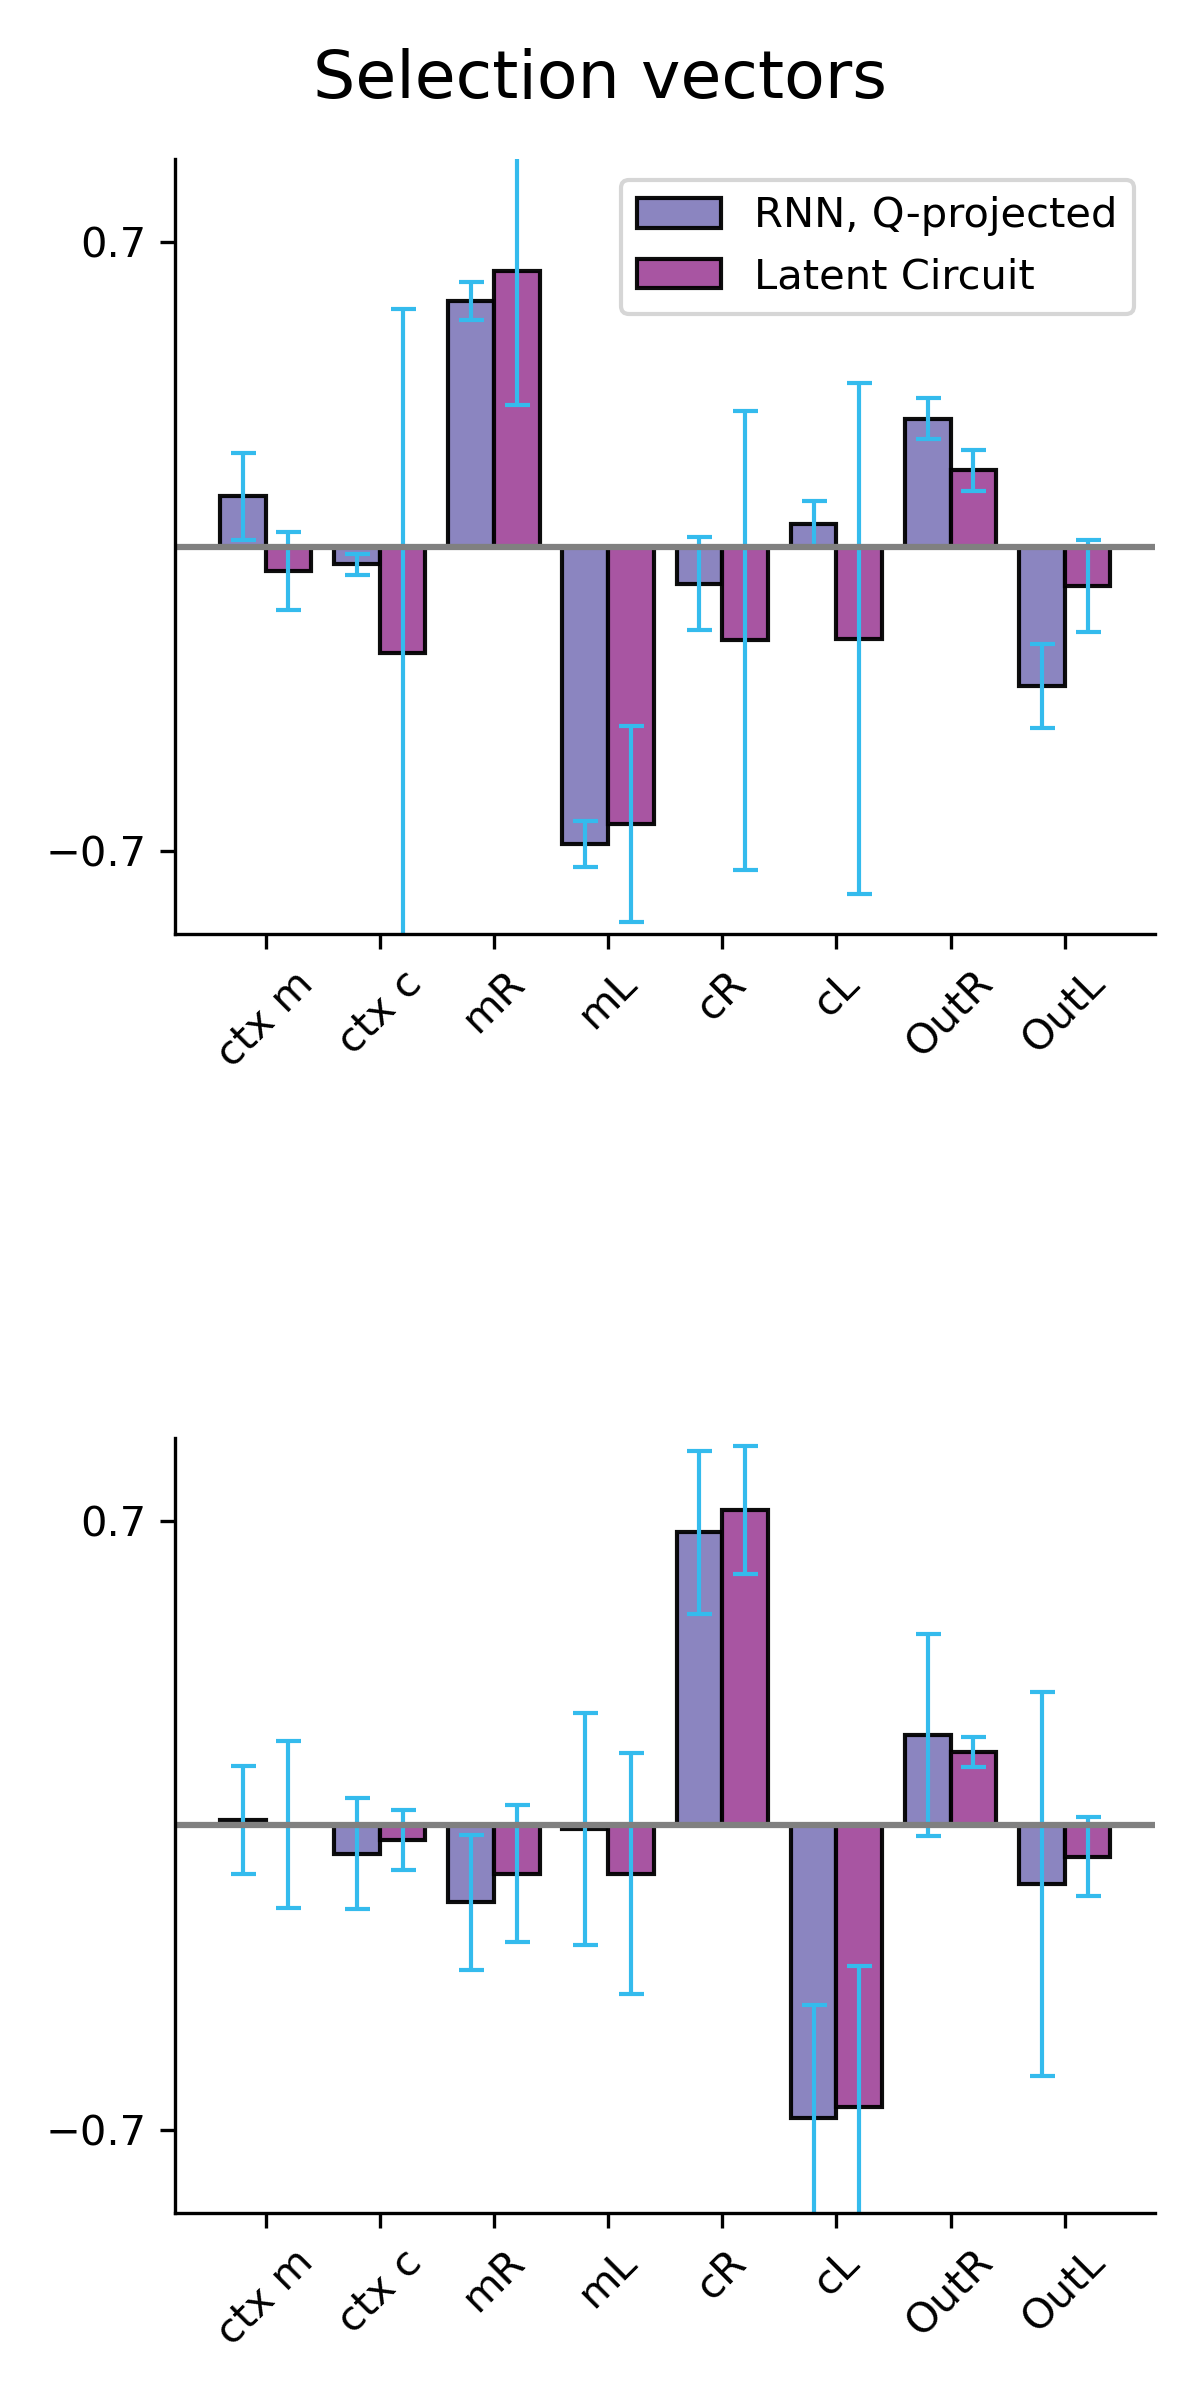 Selection vectors
RNN, Q-projected
Latent Circuit
0.7
−0.7
ctx m
ctx c
mR
mL
cR
cL
OutR
OutL
0.7
−0.7
ctx m
ctx c
mR
mL
cR
cL
OutR
OutL